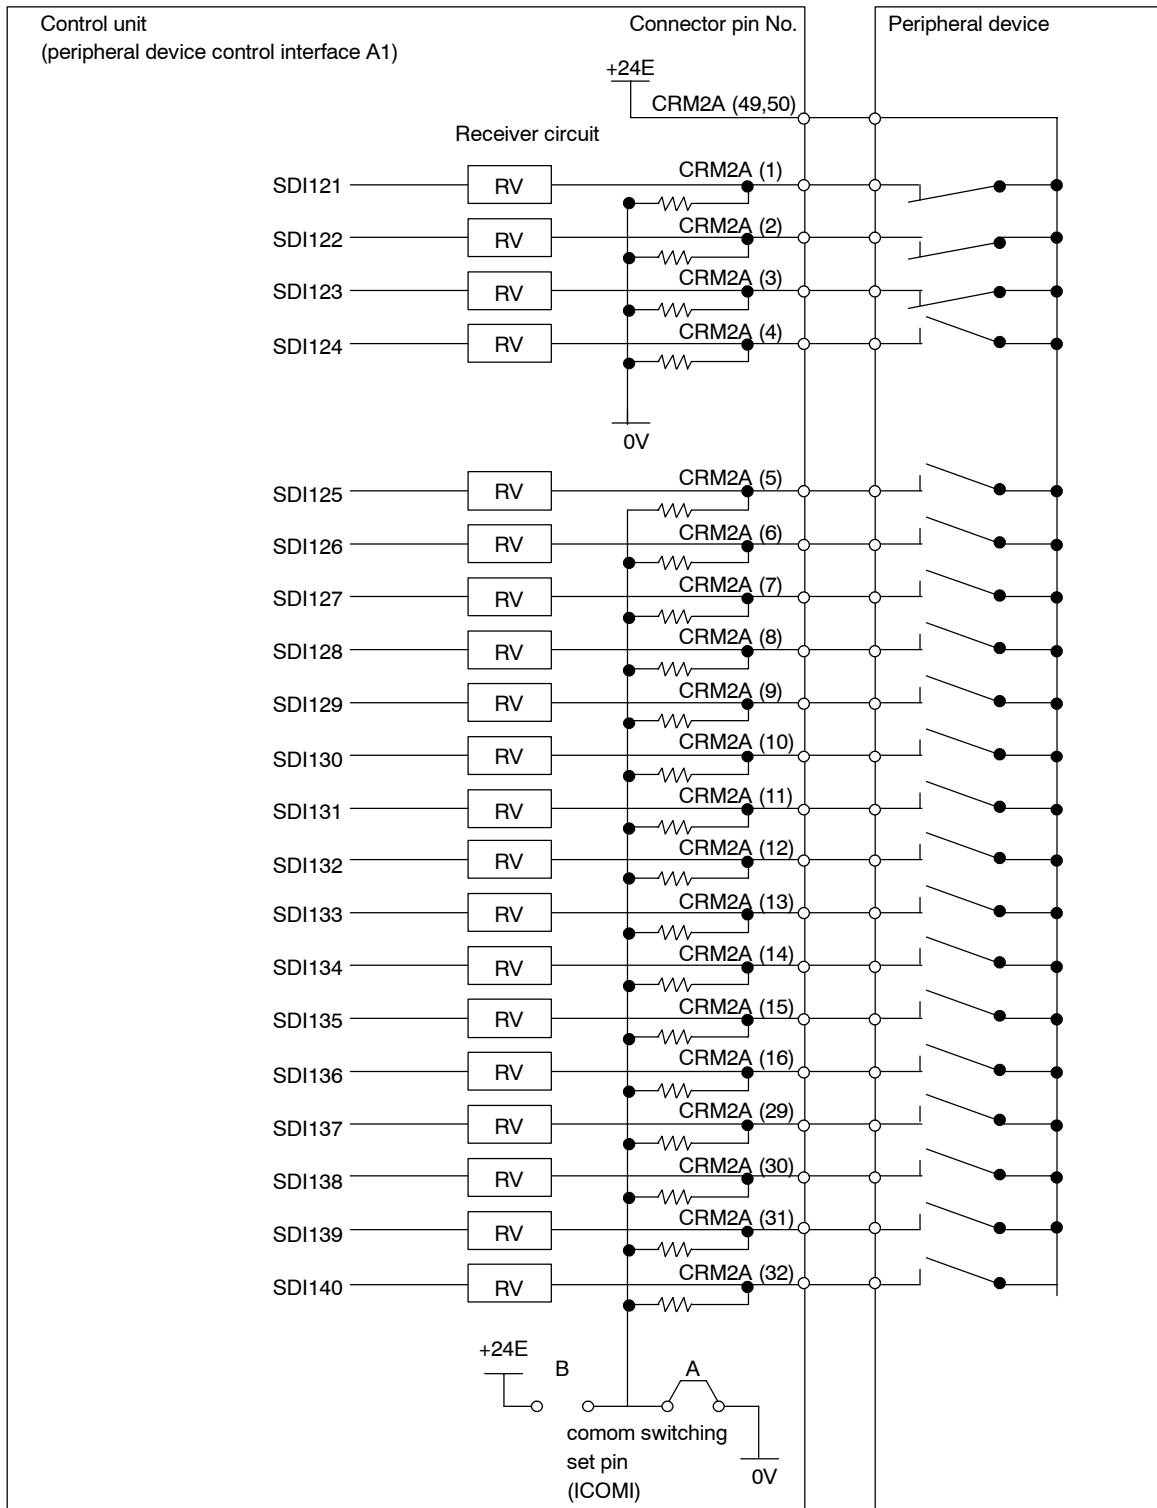 Control unit
(peripheral device control interface A1)
Connector pin No.
Peripheral device
+24E
CRM2A (49,50)
Receiver circuit
SDI121 RV CRM2A (1)
SDI122 RV CRM2A (2)
SDI123 RV CRM2A (3)
SDI124 RV CRM2A (4)
0V
SDI125 RV CRM2A (5)
SDI126 RV CRM2A (6)
SDI127 RV CRM2A (7)
SDI128 RV CRM2A (8)
SDI129 RV CRM2A (9)
SDI130 RV CRM2A (10)
SDI131 RV CRM2A (11)
SDI132 RV CRM2A (12)
SDI133 RV CRM2A (13)
SDI134 RV CRM2A (14)
SDI135 RV CRM2A (15)
SDI136 RV CRM2A (16)
SDI137 RV CRM2A (29)
SDI138 RV CRM2A (30)
SDI139 RV CRM2A (31)
SDI140 RV CRM2A (32)
+24E
B
A
comom switching
set pin
(ICOMI)
0V